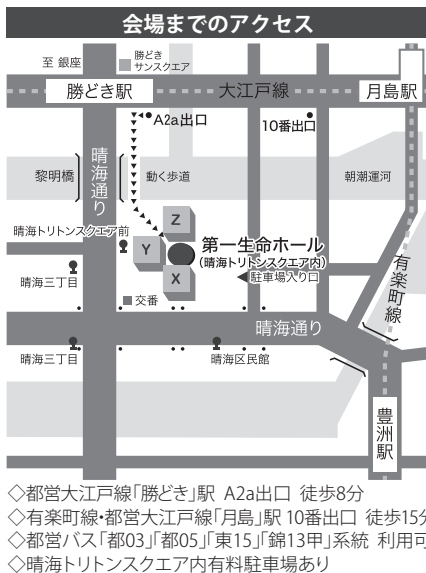 会場までのアクセス
至 銀座
勝どき
サンスクエア
勝どき駅
大江戸線
月島駅
A2a出口
10番出口
晴海通り
黎明橋
動く歩道
朝潮運河
晴海トリトンスクエア前
Z
Y
X
第一生命ホール
(晴海トリトンスクエア内)
駐車場入り口
晴海三丁目
交番
有楽町線
晴海通り
晴海三丁目
晴海区民館
豊洲駅
◇都営大江戸線「勝どき」駅 A2a出口 徒歩8分
◇有楽町線・都営大江戸線「月島」駅 10番出口 徒歩15分
◇都営バス「都03」「都05」「東15」「錦13甲」系統 利用可
◇晴海トリトンスクエア内有料駐車場あり